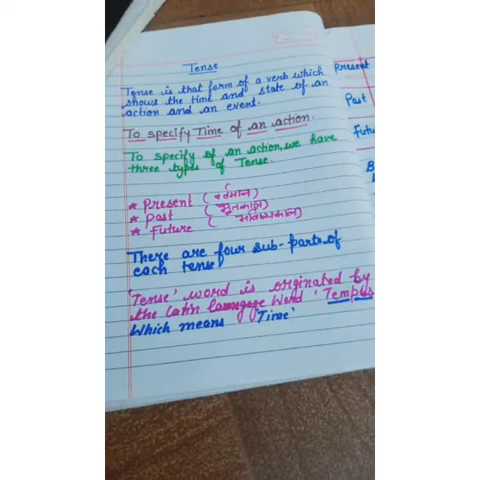 Tense
Tense is that form of a verb which
shows the time and state of an
action and an event.
To specify Time of an action.
To specify of an action, we have
three types of Tense.
* Present (वर्तमान)
* Past (भूतकाल)
* Future (भविष्यकाल)
There are four sub-parts of
each tense
'Tense' word is orginated by
the Latin Word 'Tempus
Which means 'Time'
Present
Past
Futu